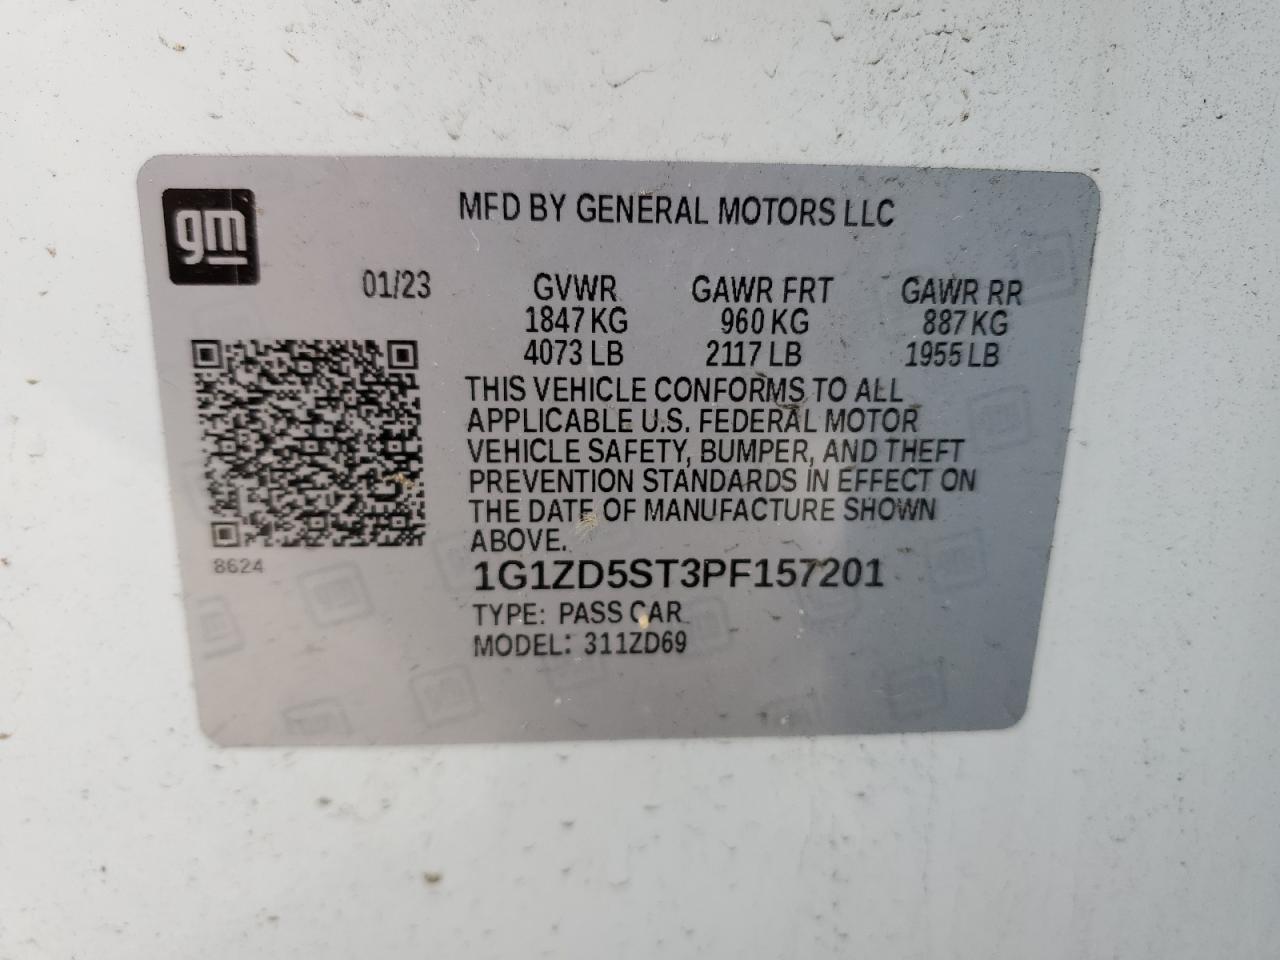 gm
MFD BY GENERAL MOTORS LLC
01/23 GVWR GAWR FRT GAWR RR
1847 KG 960 KG 887 KG
4073 LB 2117 LB 1955 LB
THIS VEHICLE CONFORMS TO ALL
APPLICABLE U.S. FEDERAL MOTOR
VEHICLE SAFETY, BUMPER, AND THEFT
PREVENTION STANDARDS IN EFFECT ON
THE DATE OF MANUFACTURE SHOWN
ABOVE.
8624
1G1ZD5ST3PF157201
TYPE: PASS CAR
MODEL: 311ZD69